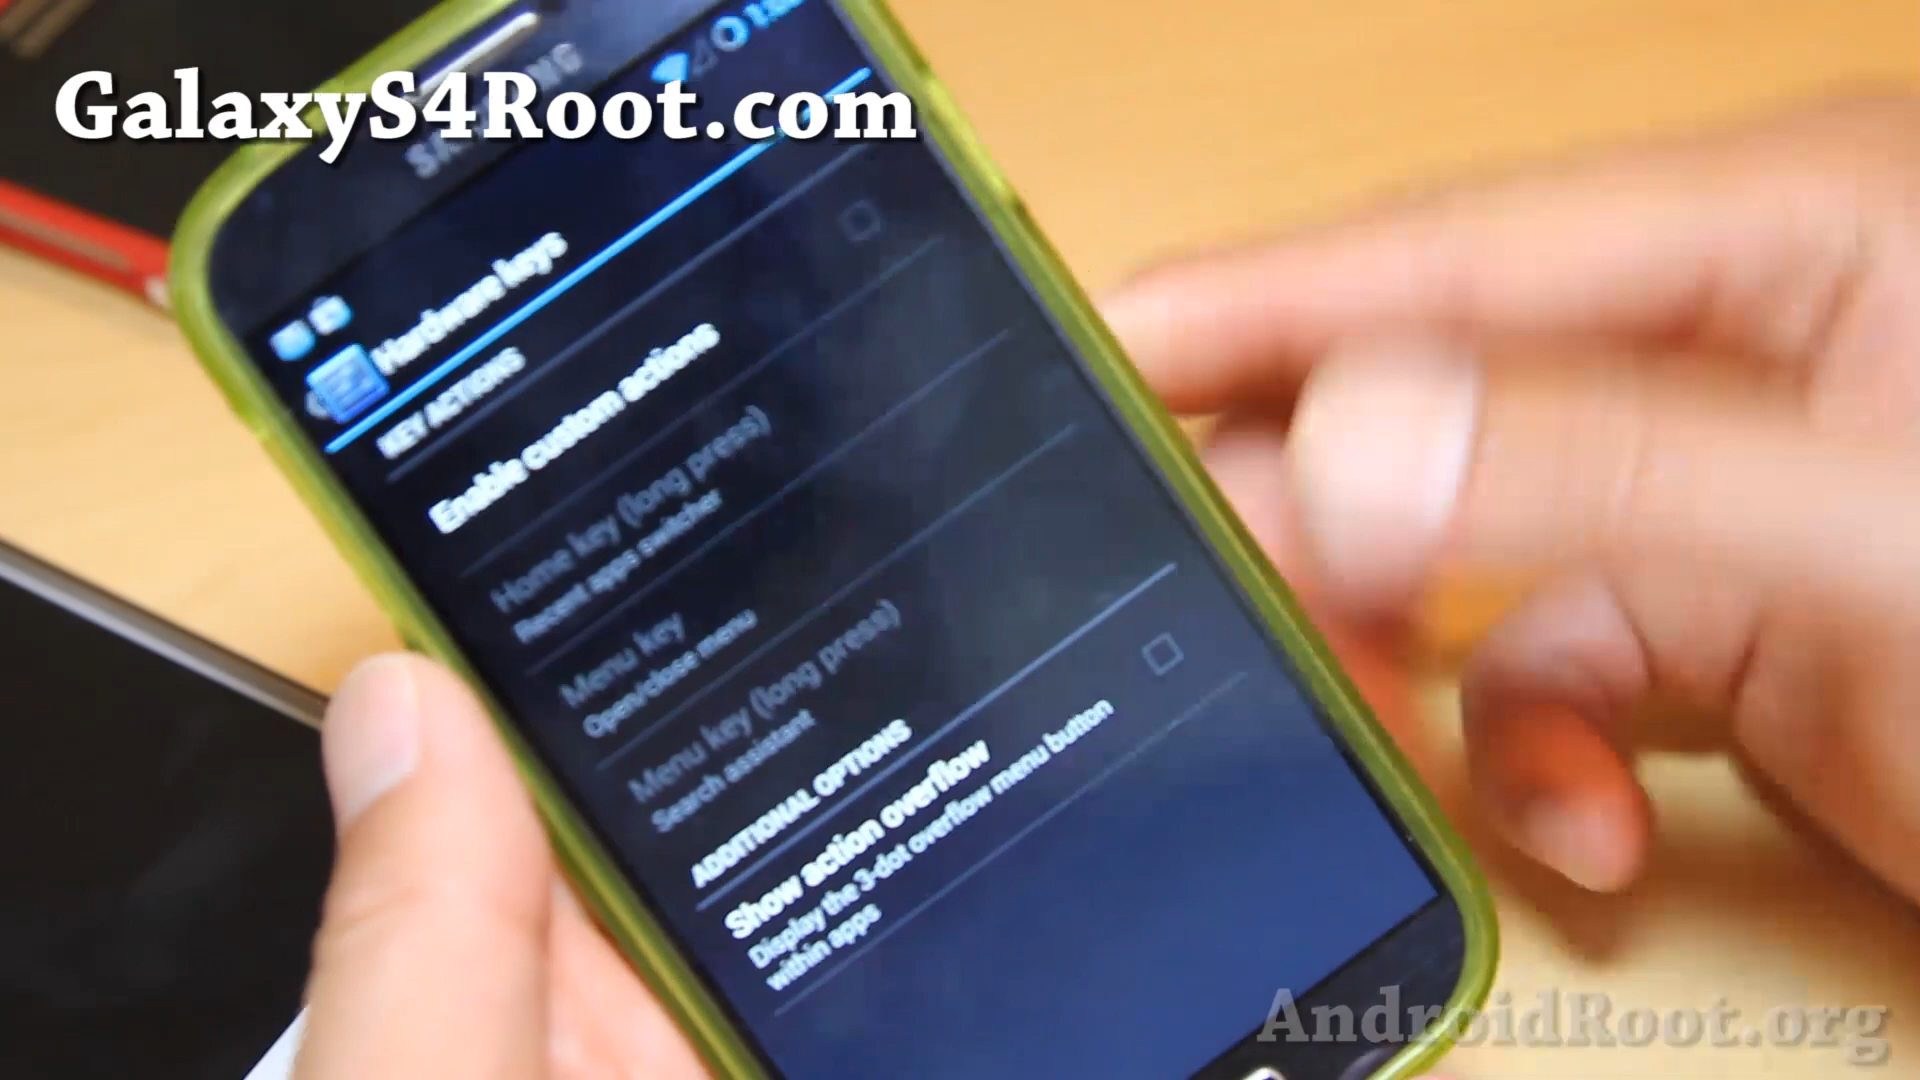 GalaxyS4Root.com
SAMSUNG
Hardware keys
KEY ACTIONS
Enable custom actions
Home key (long press)
Recent apps switcher
Menu key
Open/close menu
Menu key (long press)
Search assistant
ADDITIONAL OPTIONS
Show action overflow
Display the 3-dot overflow menu button
within apps
AndroidRoot.org